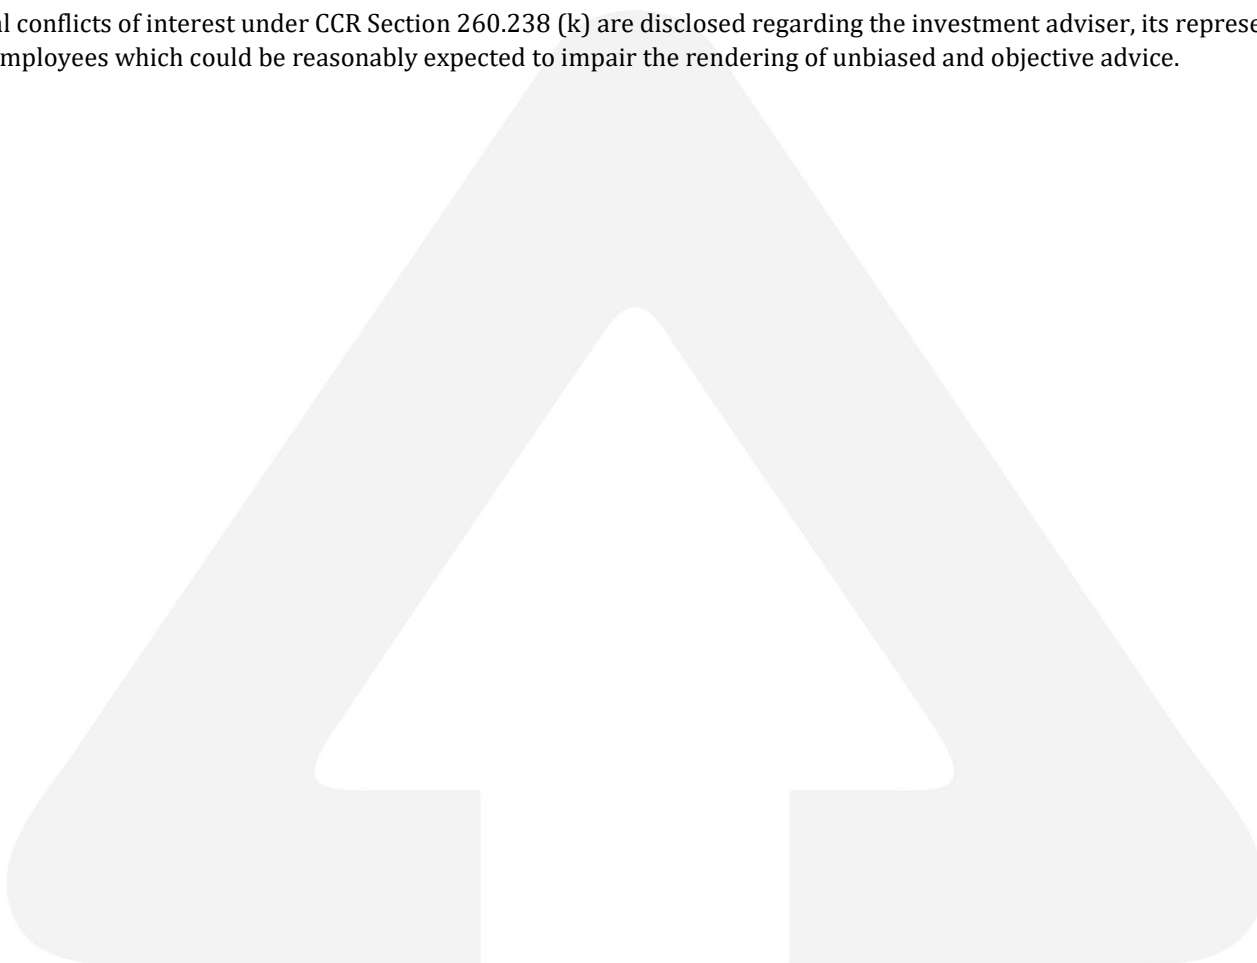 l conflicts of interest under CCR Section 260.238 (k) are disclosed regarding the investment adviser, its represe
mployees which could be reasonably expected to impair the rendering of unbiased and objective advice.